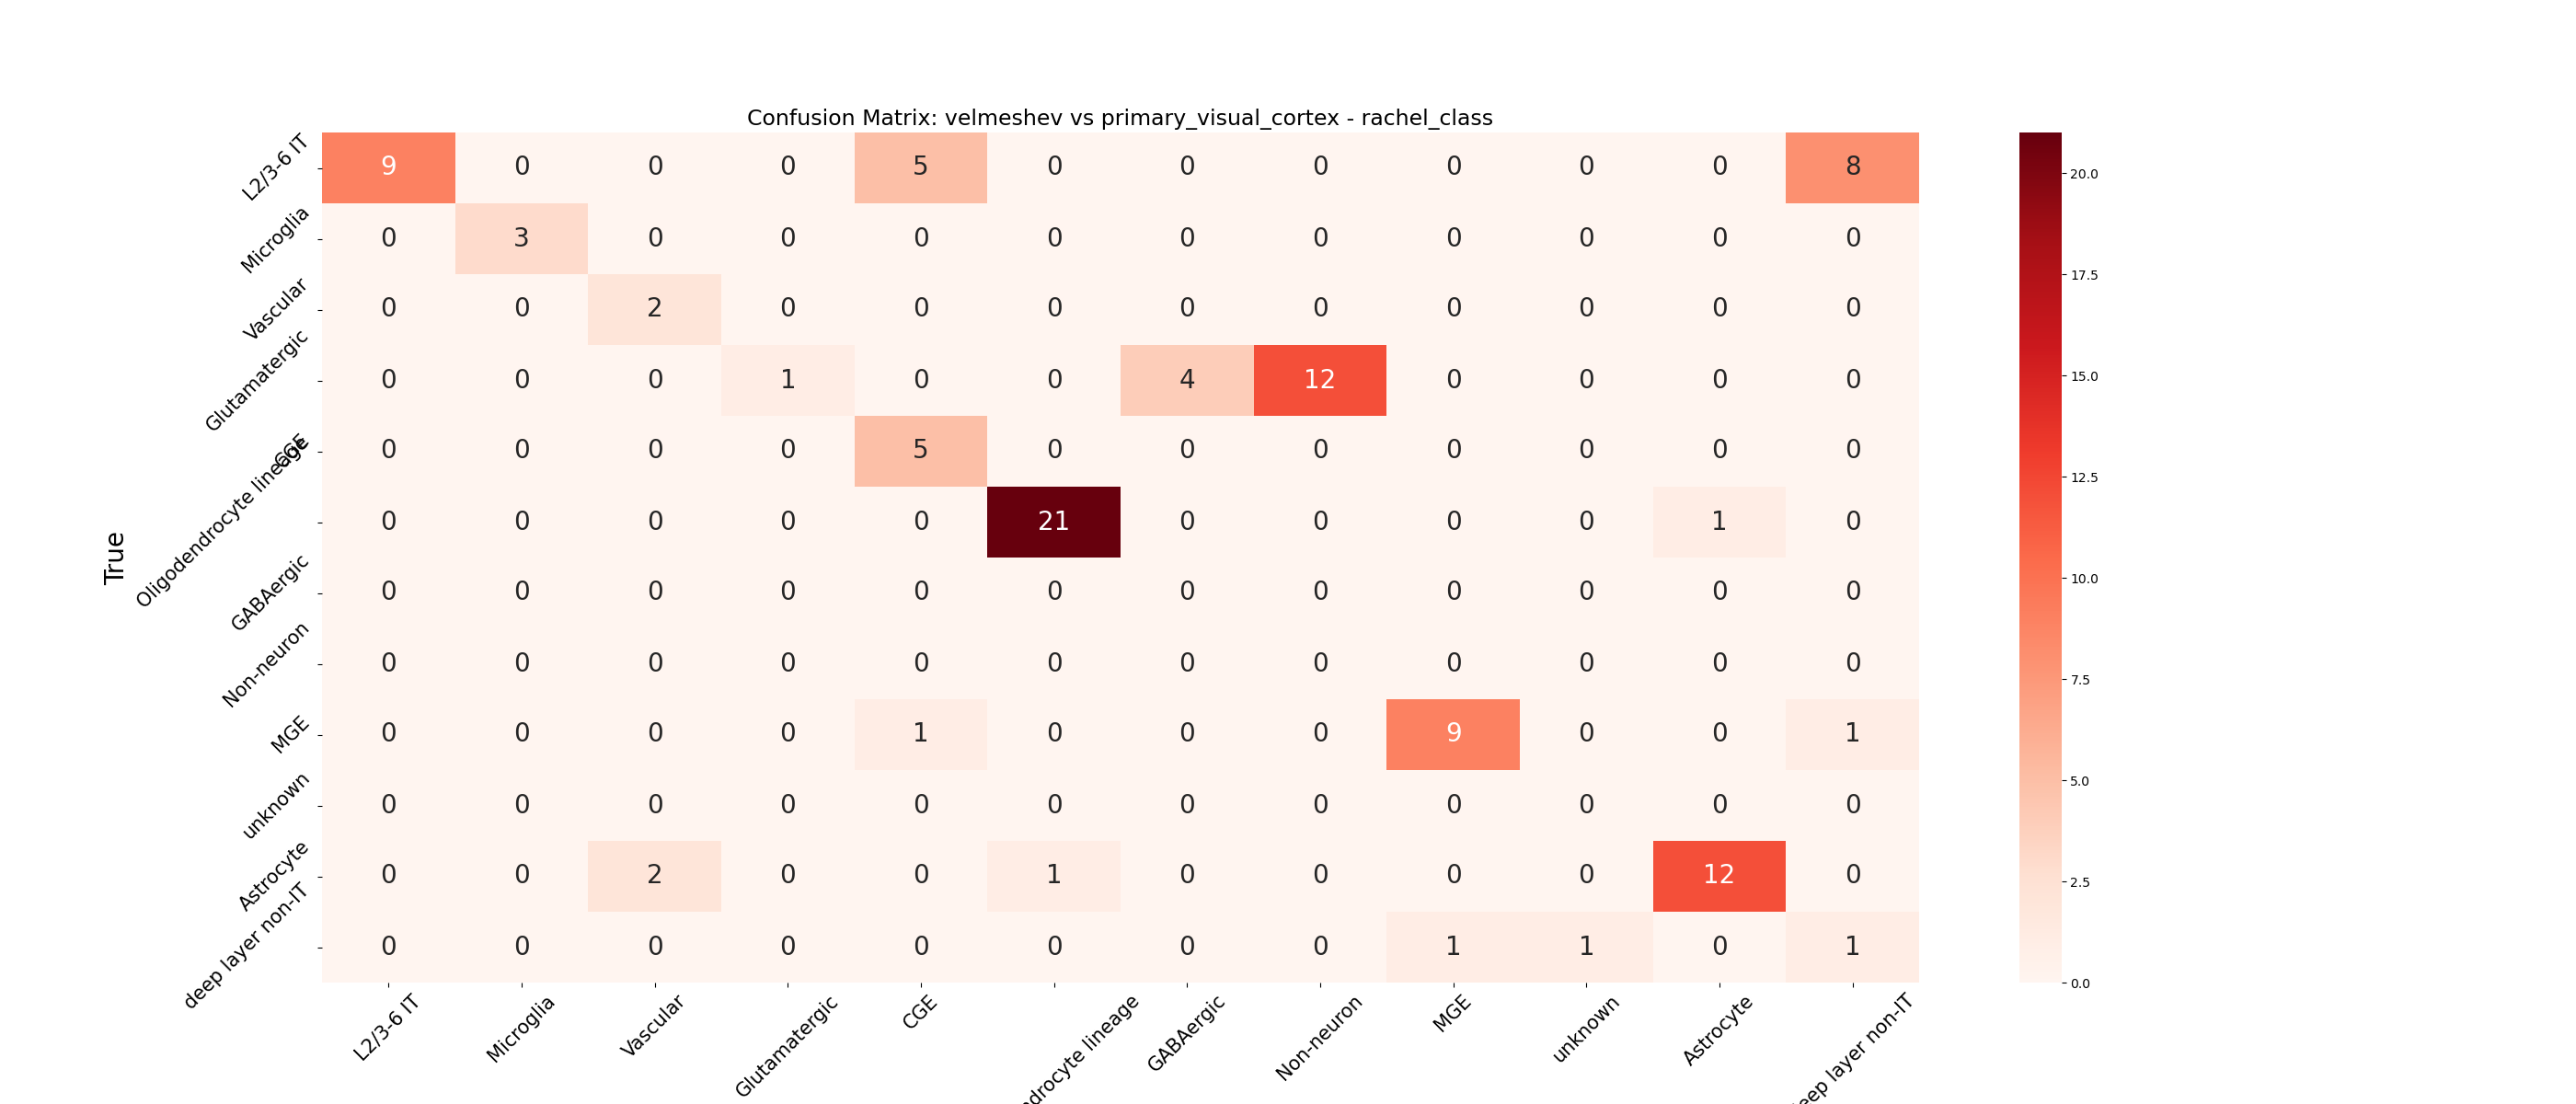 Confusion Matrix: velmeshev vs primary_visual_cortex - rachel_class
L2/3-6 IT 9 0 0 0 5 0 0 0 0 0 0 8
Microglia 0 3 0 0 0 0 0 0 0 0 0 0
Vascular 0 0 2 0 0 0 0 0 0 0 0 0
Glutamatergic 0 0 0 1 0 0 4 12 0 0 0 0
CGE 0 0 0 0 5 0 0 0 0 0 0 0
Oligodendrocyte lineage 0 0 0 0 0 21 0 0 0 0 1 0
GABAergic 0 0 0 0 0 0 0 0 0 0 0 0
Non-neuron 0 0 0 0 0 0 0 0 0 0 0 0
MGE 0 0 0 0 1 0 0 0 9 0 0 1
unknown 0 0 0 0 0 0 0 0 0 0 0 0
Astrocyte 0 0 2 0 0 1 0 0 0 0 12 0
deep layer non-IT 0 0 0 0 0 0 0 0 1 1 0 1
True
L2/3-6 IT Microglia Vascular Glutamatergic CGE ndrocyte lineage GABAergic Non-neuron MGE unknown Astrocyte eep layer non-IT
20.0
17.5
15.0
12.5
10.0
7.5
5.0
2.5
0.0